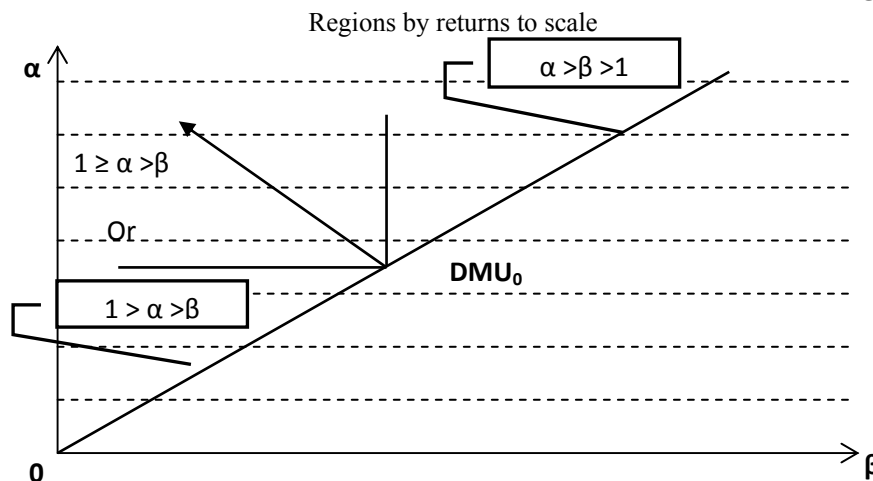 Regions by returns to scale
α
α >β >1
1 ≥ α >β
Or
DMU₀
1 > α >β
0
β